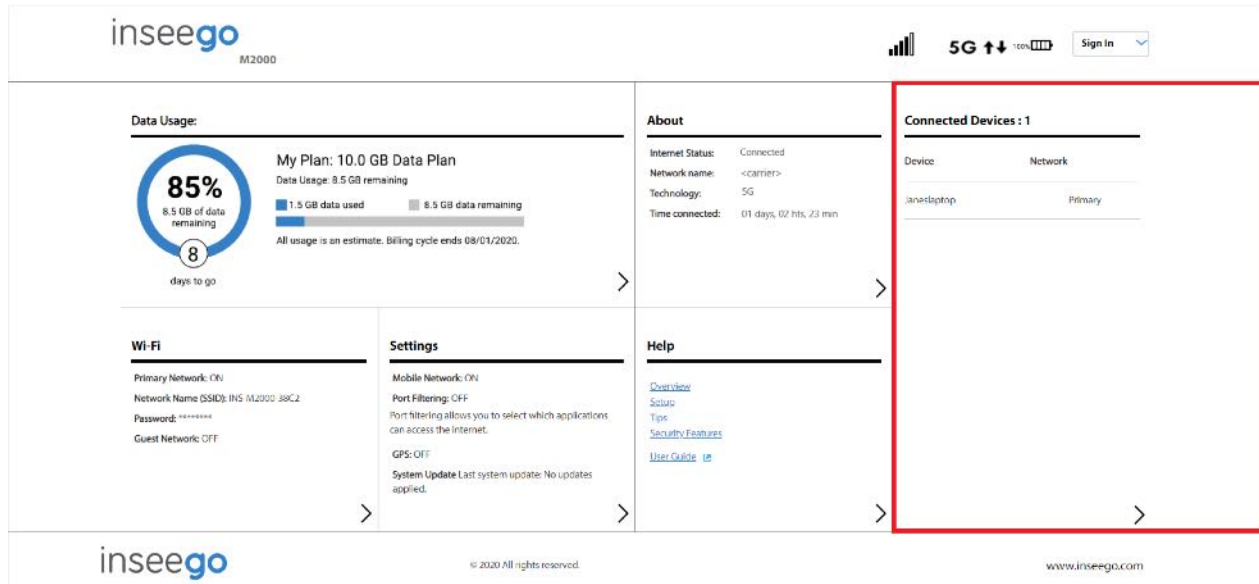 inseego
M2000
5G
100%
Sign In
Data Usage:
85%
8.5 GB of data
remaining
8
days to go
My Plan: 10.0 GB Data Plan
Data Usage: 8.5 GB remaining
1.5 GB data used 8.5 GB data remaining
All usage is an estimate. Billing cycle ends 08/01/2020.
About
Internet Status: Connected
Network name: <carrier>
Technology: 5G
Time connected: 01 days, 02 hts, 23 min
Connected Devices : 1
Device Network
Janeslaptop Primary
Wi-Fi
Primary Network: ON
Network Name (SSID): INS-M2000-38C2
Password: ********
Guest Network: OFF
Settings
Mobile Network: ON
Port Filtering: OFF
Port filtering allows you to select which applications
can access the internet.
GPS: OFF
System Update Last system update: No updates
applied.
Help
Overview
Setup
Tips
Security Features
User Guide
inseego
© 2020 All rights reserved.
www.inseego.com